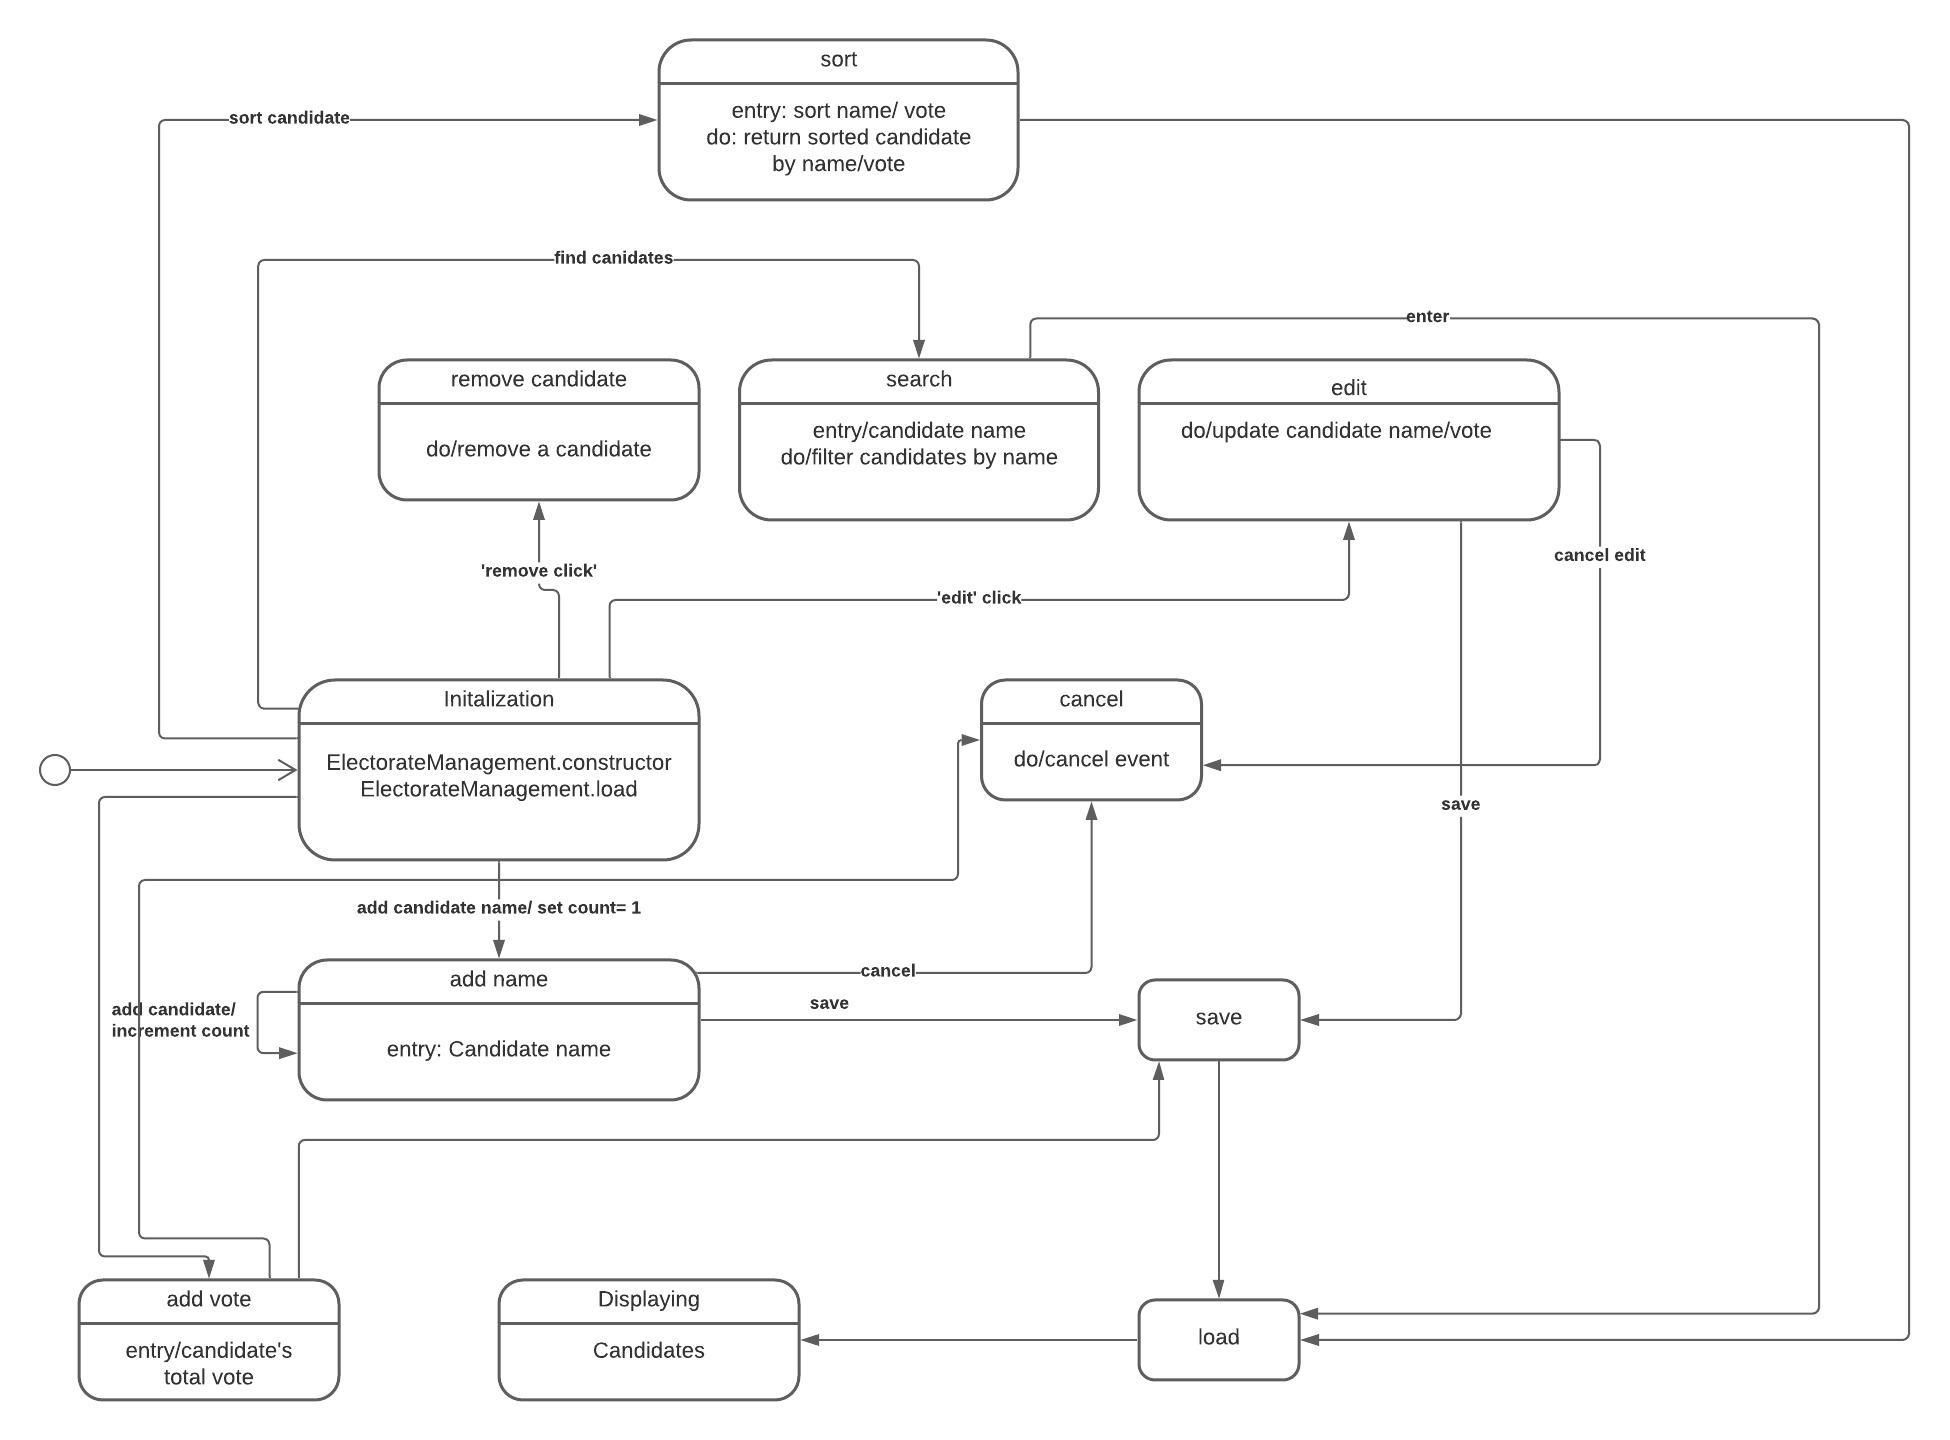 sort
entry: sort name/ vote
do: return sorted candidate
by name/vote
sort candidate
find canidates
enter
remove candidate
do/remove a candidate
search
entry/candidate name
do/filter candidates by name
edit
do/update candidate name/vote
cancel edit
'remove click'
'edit' click
Initalization
ElectorateManagement.constructor
ElectorateManagement.load
cancel
do/cancel event
save
add candidate name/ set count= 1
add name
entry: Candidate name
cancel
save
add candidate/
increment count
save
add vote
entry/candidate's
total vote
Displaying
Candidates
load